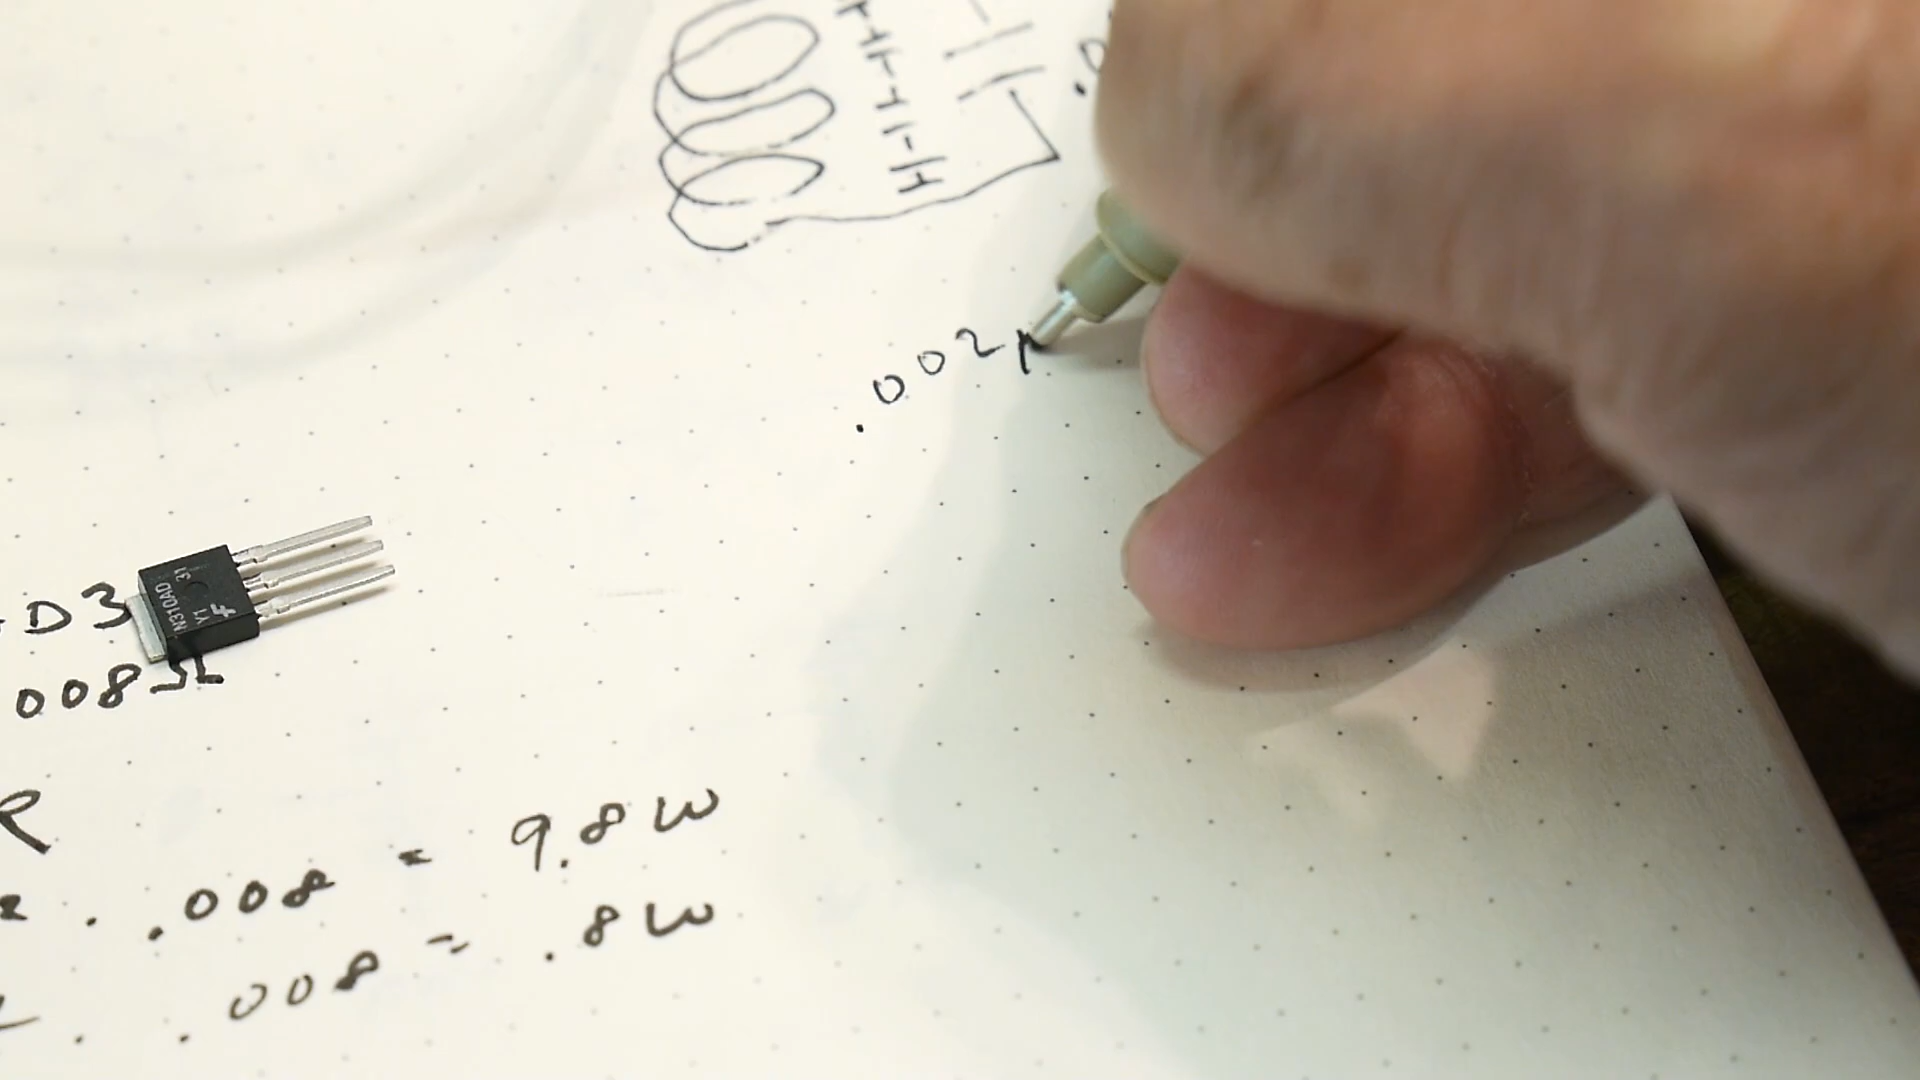 .002
D3
N310AD
Y1
31
008Ω
R
. .008 = 9.8W
. .008 = .8W